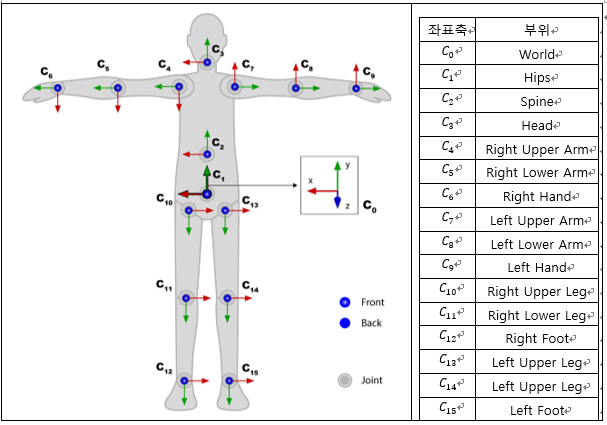 C3
C6
C5
C4
C7
C8
C9
C2
C1
y
x
z
C0
C10
C13
C11
C14
Front
Back
C12
C15
Joint
좌표축 부위
C0 World
C1 Hips
C2 Spine
C3 Head
C4 Right Upper Arm
C5 Right Lower Arm
C6 Right Hand
C7 Left Upper Arm
C8 Left Lower Arm
C9 Left Hand
C10 Right Upper Leg
C11 Right Lower Leg
C12 Right Foot
C13 Left Upper Leg
C14 Left Upper Leg
C15 Left Foot